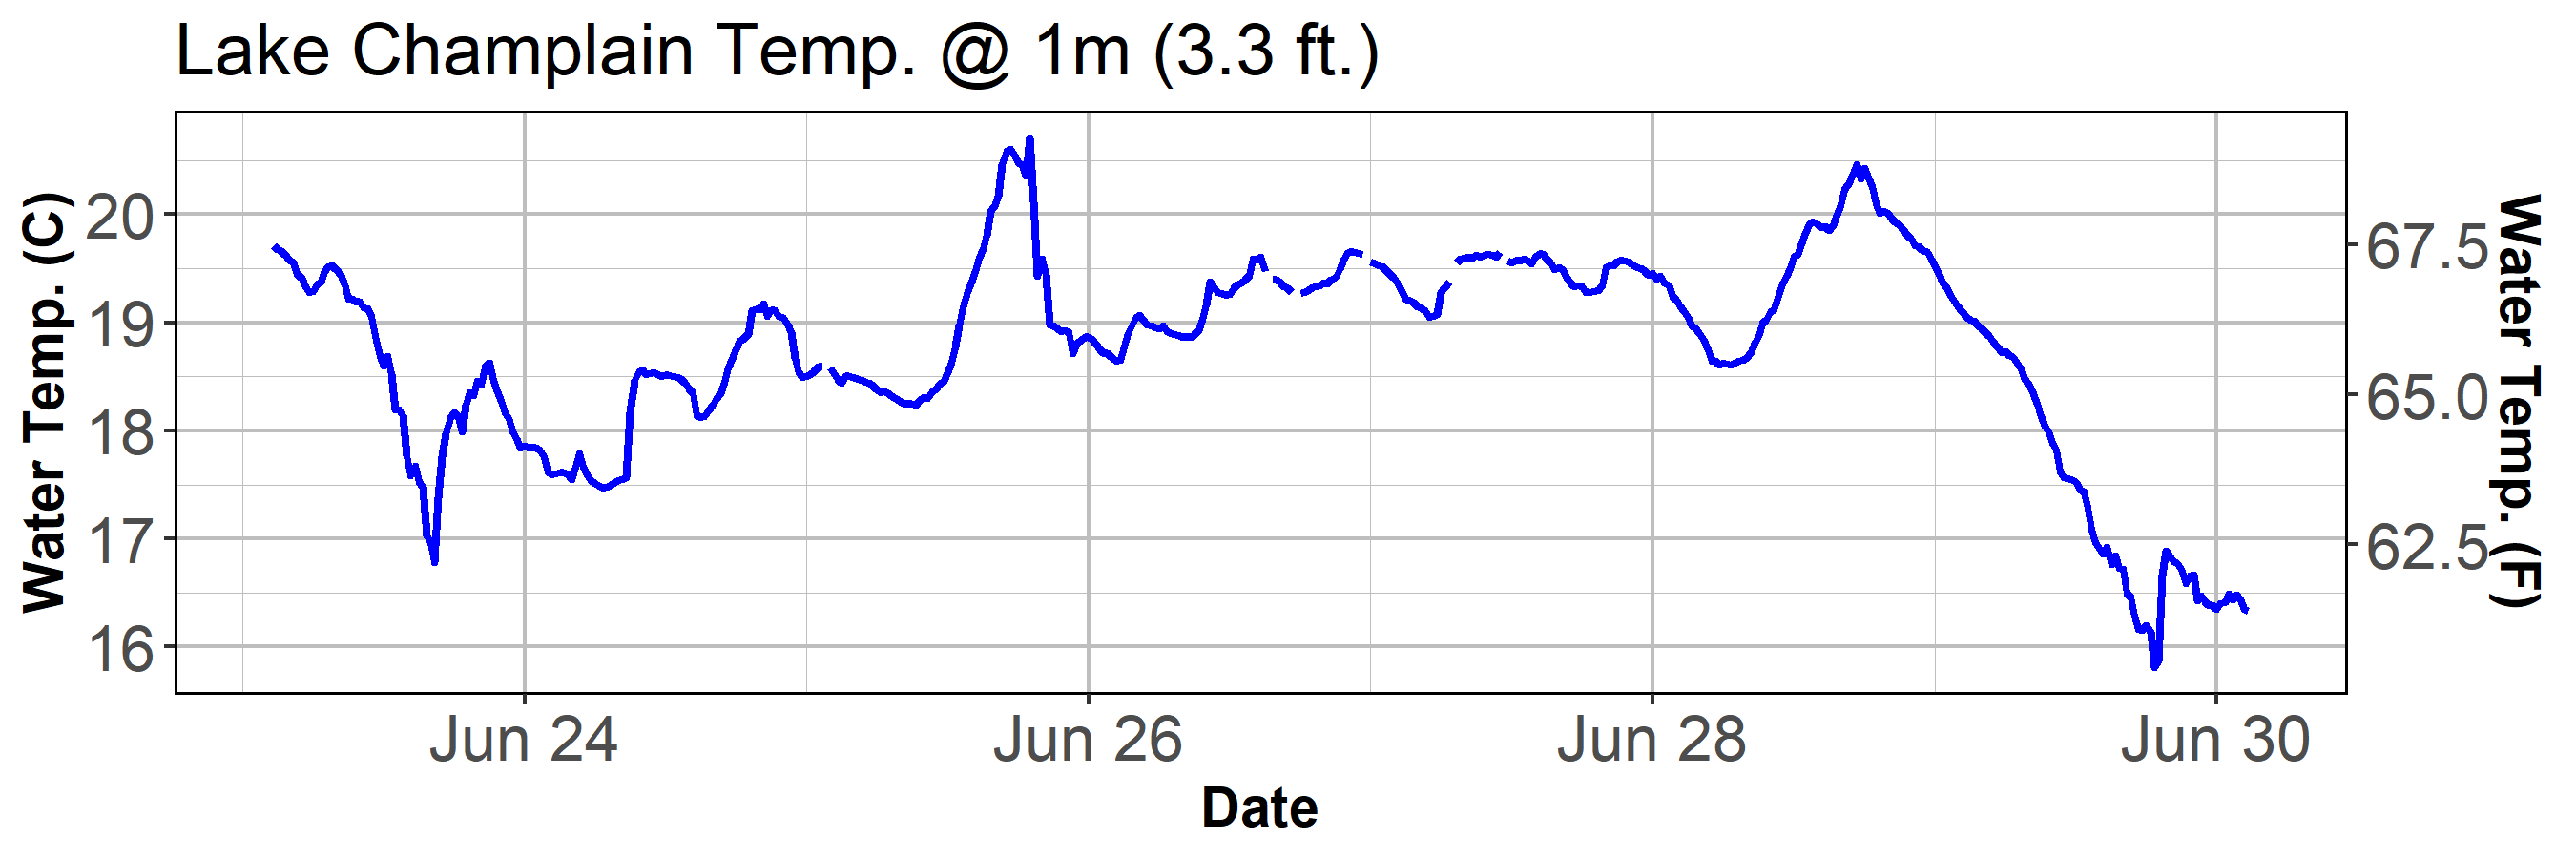 Lake Champlain Temp. @ 1m (3.3 ft.)
Water Temp. (C)
20
19
18
17
16
67.5
65.0
62.5
Water Temp. (F)
Jun 24
Jun 26
Jun 28
Jun 30
Date